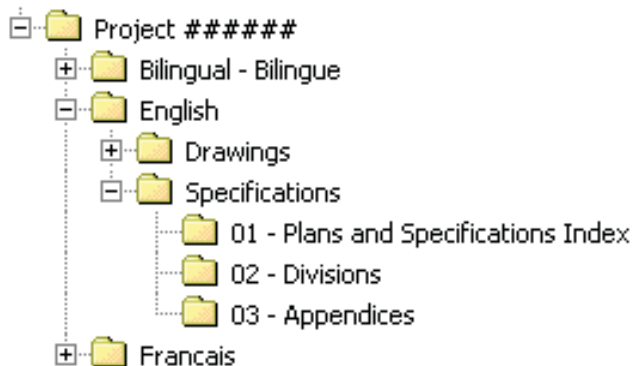 Project ######
Bilingual - Bilingue
English
Drawings
Specifications
01 - Plans and Specifications Index
02 - Divisions
03 - Appendices
Francais